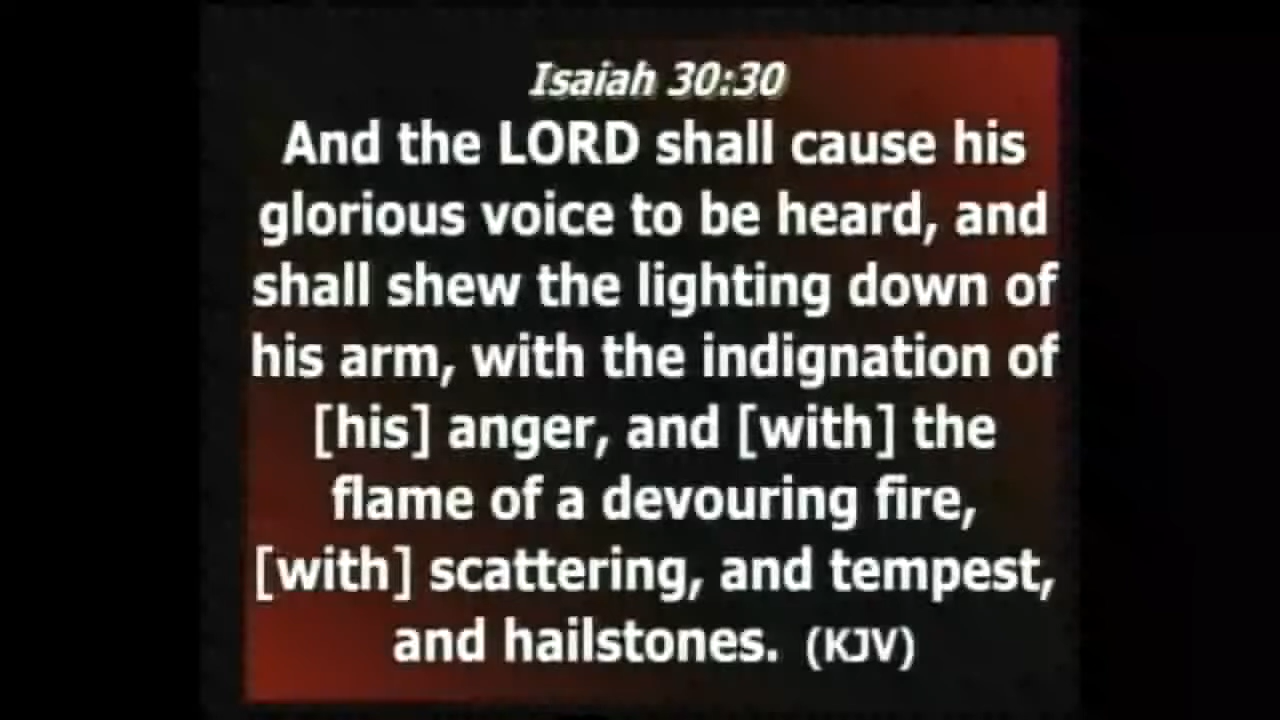 Isaiah 30:30
And the LORD shall cause his
glorious voice to be heard, and
shall shew the lighting down of
his arm, with the indignation of
[his] anger, and [with] the
flame of a devouring fire,
[with] scattering, and tempest,
and hailstones. (KJV)